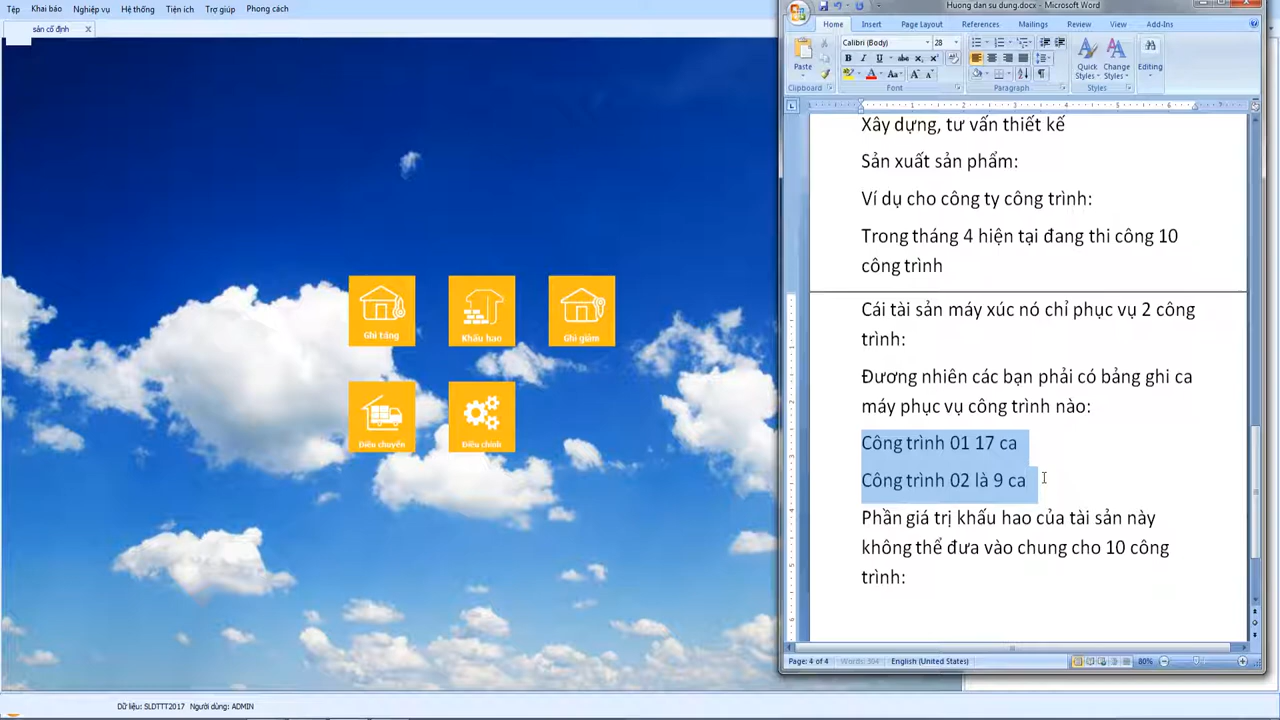 Tệp Khai báo Nghiệp vụ Hệ thống Tiện ích Trợ giúp Phong cách
sản cố định
Ghi tăng
Khấu hao
Ghi giảm
Điều chuyển
Điều chỉnh
Dữ liệu: SLDTTT2017 Người dùng: ADMIN
Huong dan su dung.docx - Microsoft Word
Home Insert Page Layout References Mailings Review View Add-Ins
Calibri (Body) 28
Paste
Quick Styles
Change Styles
Editing
Clipboard Font Paragraph Styles
Xây dựng, tư vấn thiết kế
Sản xuất sản phẩm:
Ví dụ cho công ty công trình:
Trong tháng 4 hiện tại đang thi công 10
công trình
Cái tài sản máy xúc nó chỉ phục vụ 2 công
trình:
Đương nhiên các bạn phải có bảng ghi ca
máy phục vụ công trình nào:
Công trình 01 17 ca
Công trình 02 là 9 ca
Phần giá trị khấu hao của tài sản này
không thể đưa vào chung cho 10 công
trình:
Page: 4 of 4 Words: 304 English (United States) 80%